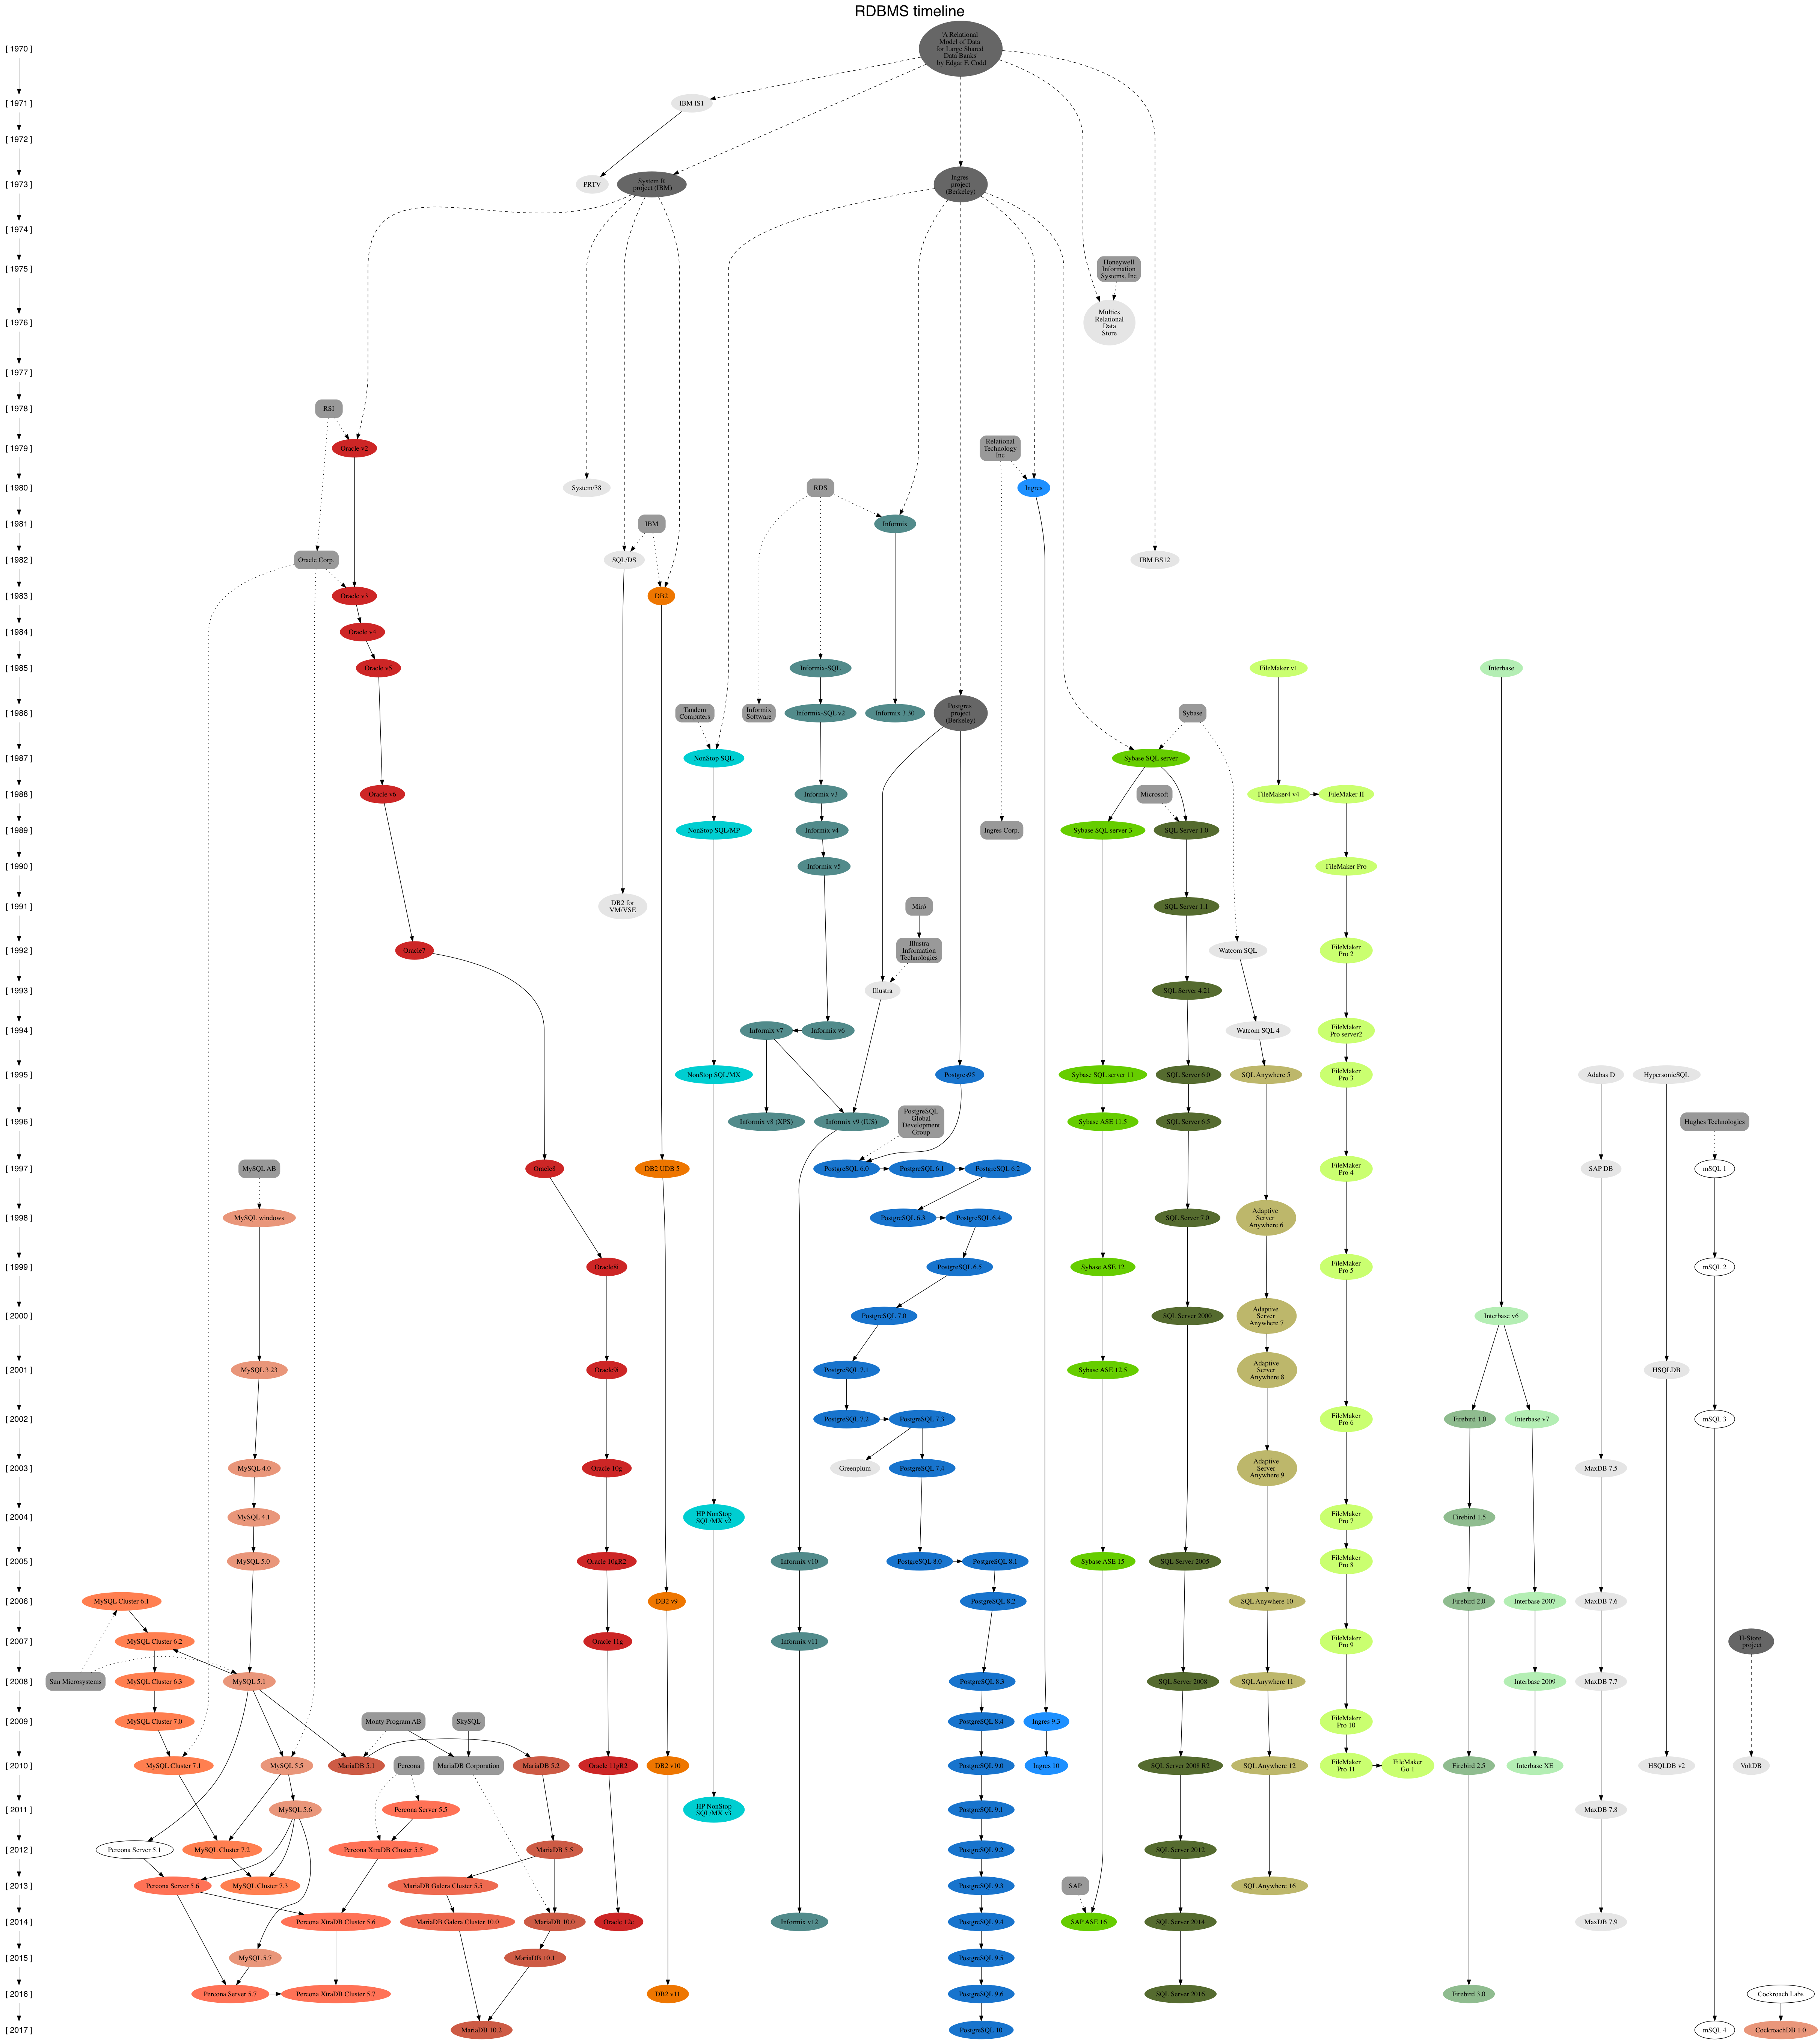 RDBMS timeline
'A Relational
Model of Data
for Large Shared
Data Banks'
by Edgar F. Codd
[ 1970 ]
[ 1971 ]
IBM IS1
[ 1972 ]
[ 1973 ]
PRTV
System R
project (IBM)
Ingres
project
(Berkeley)
[ 1974 ]
[ 1975 ]
Honeywell
Information
Systems, Inc
[ 1976 ]
Multics
Relational
Data
Store
[ 1977 ]
[ 1978 ]
RSI
[ 1979 ]
Oracle v2
Relational
Technology
Inc
[ 1980 ]
System/38
RDS
Ingres
[ 1981 ]
IBM
Informix
[ 1982 ]
Oracle Corp.
SQL/DS
IBM BS12
[ 1983 ]
Oracle v3
DB2
[ 1984 ]
Oracle v4
[ 1985 ]
Oracle v5
Informix-SQL
FileMaker v1
Interbase
[ 1986 ]
Tandem
Computers
Informix
Software
Informix-SQL v2
Informix 3.30
Postgres
project
(Berkeley)
Sybase
[ 1987 ]
NonStop SQL
Sybase SQL server
[ 1988 ]
Oracle v6
Informix v3
Microsoft
FileMaker4 v4
FileMaker II
[ 1989 ]
NonStop SQL/MP
Informix v4
Ingres Corp.
Sybase SQL server 3
SQL Server 1.0
[ 1990 ]
Informix v5
FileMaker Pro
[ 1991 ]
DB2 for
VM/VSE
Miró
SQL Server 1.1
[ 1992 ]
Oracle7
Illustra
Information
Technologies
Watcom SQL
FileMaker
Pro 2
[ 1993 ]
Illustra
SQL Server 4.21
[ 1994 ]
Informix v7
Informix v6
Watcom SQL 4
FileMaker
Pro server2
[ 1995 ]
NonStop SQL/MX
Postgres95
Sybase SQL server 11
SQL Server 6.0
SQL Anywhere 5
FileMaker
Pro 3
Adabas D
HypersonicSQL
[ 1996 ]
Informix v8 (XPS)
Informix v9 (IUS)
PostgreSQL
Global
Development
Group
Sybase ASE 11.5
SQL Server 6.5
Hughes Technologies
[ 1997 ]
MySQL AB
Oracle8
DB2 UDB 5
PostgreSQL 6.0
PostgreSQL 6.1
PostgreSQL 6.2
FileMaker
Pro 4
SAP DB
mSQL 1
[ 1998 ]
MySQL windows
PostgreSQL 6.3
PostgreSQL 6.4
SQL Server 7.0
Adaptive
Server
Anywhere 6
[ 1999 ]
Oracle8i
PostgreSQL 6.5
Sybase ASE 12
FileMaker
Pro 5
mSQL 2
[ 2000 ]
PostgreSQL 7.0
SQL Server 2000
Adaptive
Server
Anywhere 7
Interbase v6
[ 2001 ]
MySQL 3.23
Oracle9i
PostgreSQL 7.1
Sybase ASE 12.5
Adaptive
Server
Anywhere 8
HSQLDB
[ 2002 ]
PostgreSQL 7.2
PostgreSQL 7.3
FileMaker
Pro 6
Firebird 1.0
Interbase v7
mSQL 3
[ 2003 ]
MySQL 4.0
Oracle 10g
Greenplum
PostgreSQL 7.4
Adaptive
Server
Anywhere 9
MaxDB 7.5
[ 2004 ]
MySQL 4.1
HP NonStop
SQL/MX v2
FileMaker
Pro 7
Firebird 1.5
[ 2005 ]
MySQL 5.0
Oracle 10gR2
Informix v10
PostgreSQL 8.0
PostgreSQL 8.1
Sybase ASE 15
SQL Server 2005
FileMaker
Pro 8
[ 2006 ]
MySQL Cluster 6.1
DB2 v9
PostgreSQL 8.2
SQL Anywhere 10
Firebird 2.0
Interbase 2007
MaxDB 7.6
[ 2007 ]
MySQL Cluster 6.2
Oracle 11g
Informix v11
FileMaker
Pro 9
H-Store
project
[ 2008 ]
Sun Microsystems
MySQL Cluster 6.3
MySQL 5.1
PostgreSQL 8.3
SQL Server 2008
SQL Anywhere 11
Interbase 2009
MaxDB 7.7
[ 2009 ]
MySQL Cluster 7.0
Monty Program AB
SkySQL
PostgreSQL 8.4
Ingres 9.3
FileMaker
Pro 10
[ 2010 ]
MySQL Cluster 7.1
MySQL 5.5
MariaDB 5.1
Percona
MariaDB Corporation
MariaDB 5.2
Oracle 11gR2
DB2 v10
PostgreSQL 9.0
Ingres 10
SQL Server 2008 R2
SQL Anywhere 12
FileMaker
Pro 11
FileMaker
Go 1
Firebird 2.5
Interbase XE
HSQLDB v2
VoltDB
[ 2011 ]
MySQL 5.6
Percona Server 5.5
HP NonStop
SQL/MX v3
PostgreSQL 9.1
MaxDB 7.8
[ 2012 ]
Percona Server 5.1
MySQL Cluster 7.2
Percona XtraDB Cluster 5.5
MariaDB 5.5
PostgreSQL 9.2
SQL Server 2012
[ 2013 ]
Percona Server 5.6
MySQL Cluster 7.3
MariaDB Galera Cluster 5.5
PostgreSQL 9.3
SAP
SQL Anywhere 16
[ 2014 ]
Percona XtraDB Cluster 5.6
MariaDB Galera Cluster 10.0
MariaDB 10.0
Oracle 12c
Informix v12
PostgreSQL 9.4
SAP ASE 16
SQL Server 2014
MaxDB 7.9
[ 2015 ]
MySQL 5.7
MariaDB 10.1
PostgreSQL 9.5
[ 2016 ]
Percona Server 5.7
Percona XtraDB Cluster 5.7
DB2 v11
PostgreSQL 9.6
SQL Server 2016
Firebird 3.0
Cockroach Labs
[ 2017 ]
MariaDB 10.2
PostgreSQL 10
mSQL 4
CockroachDB 1.0